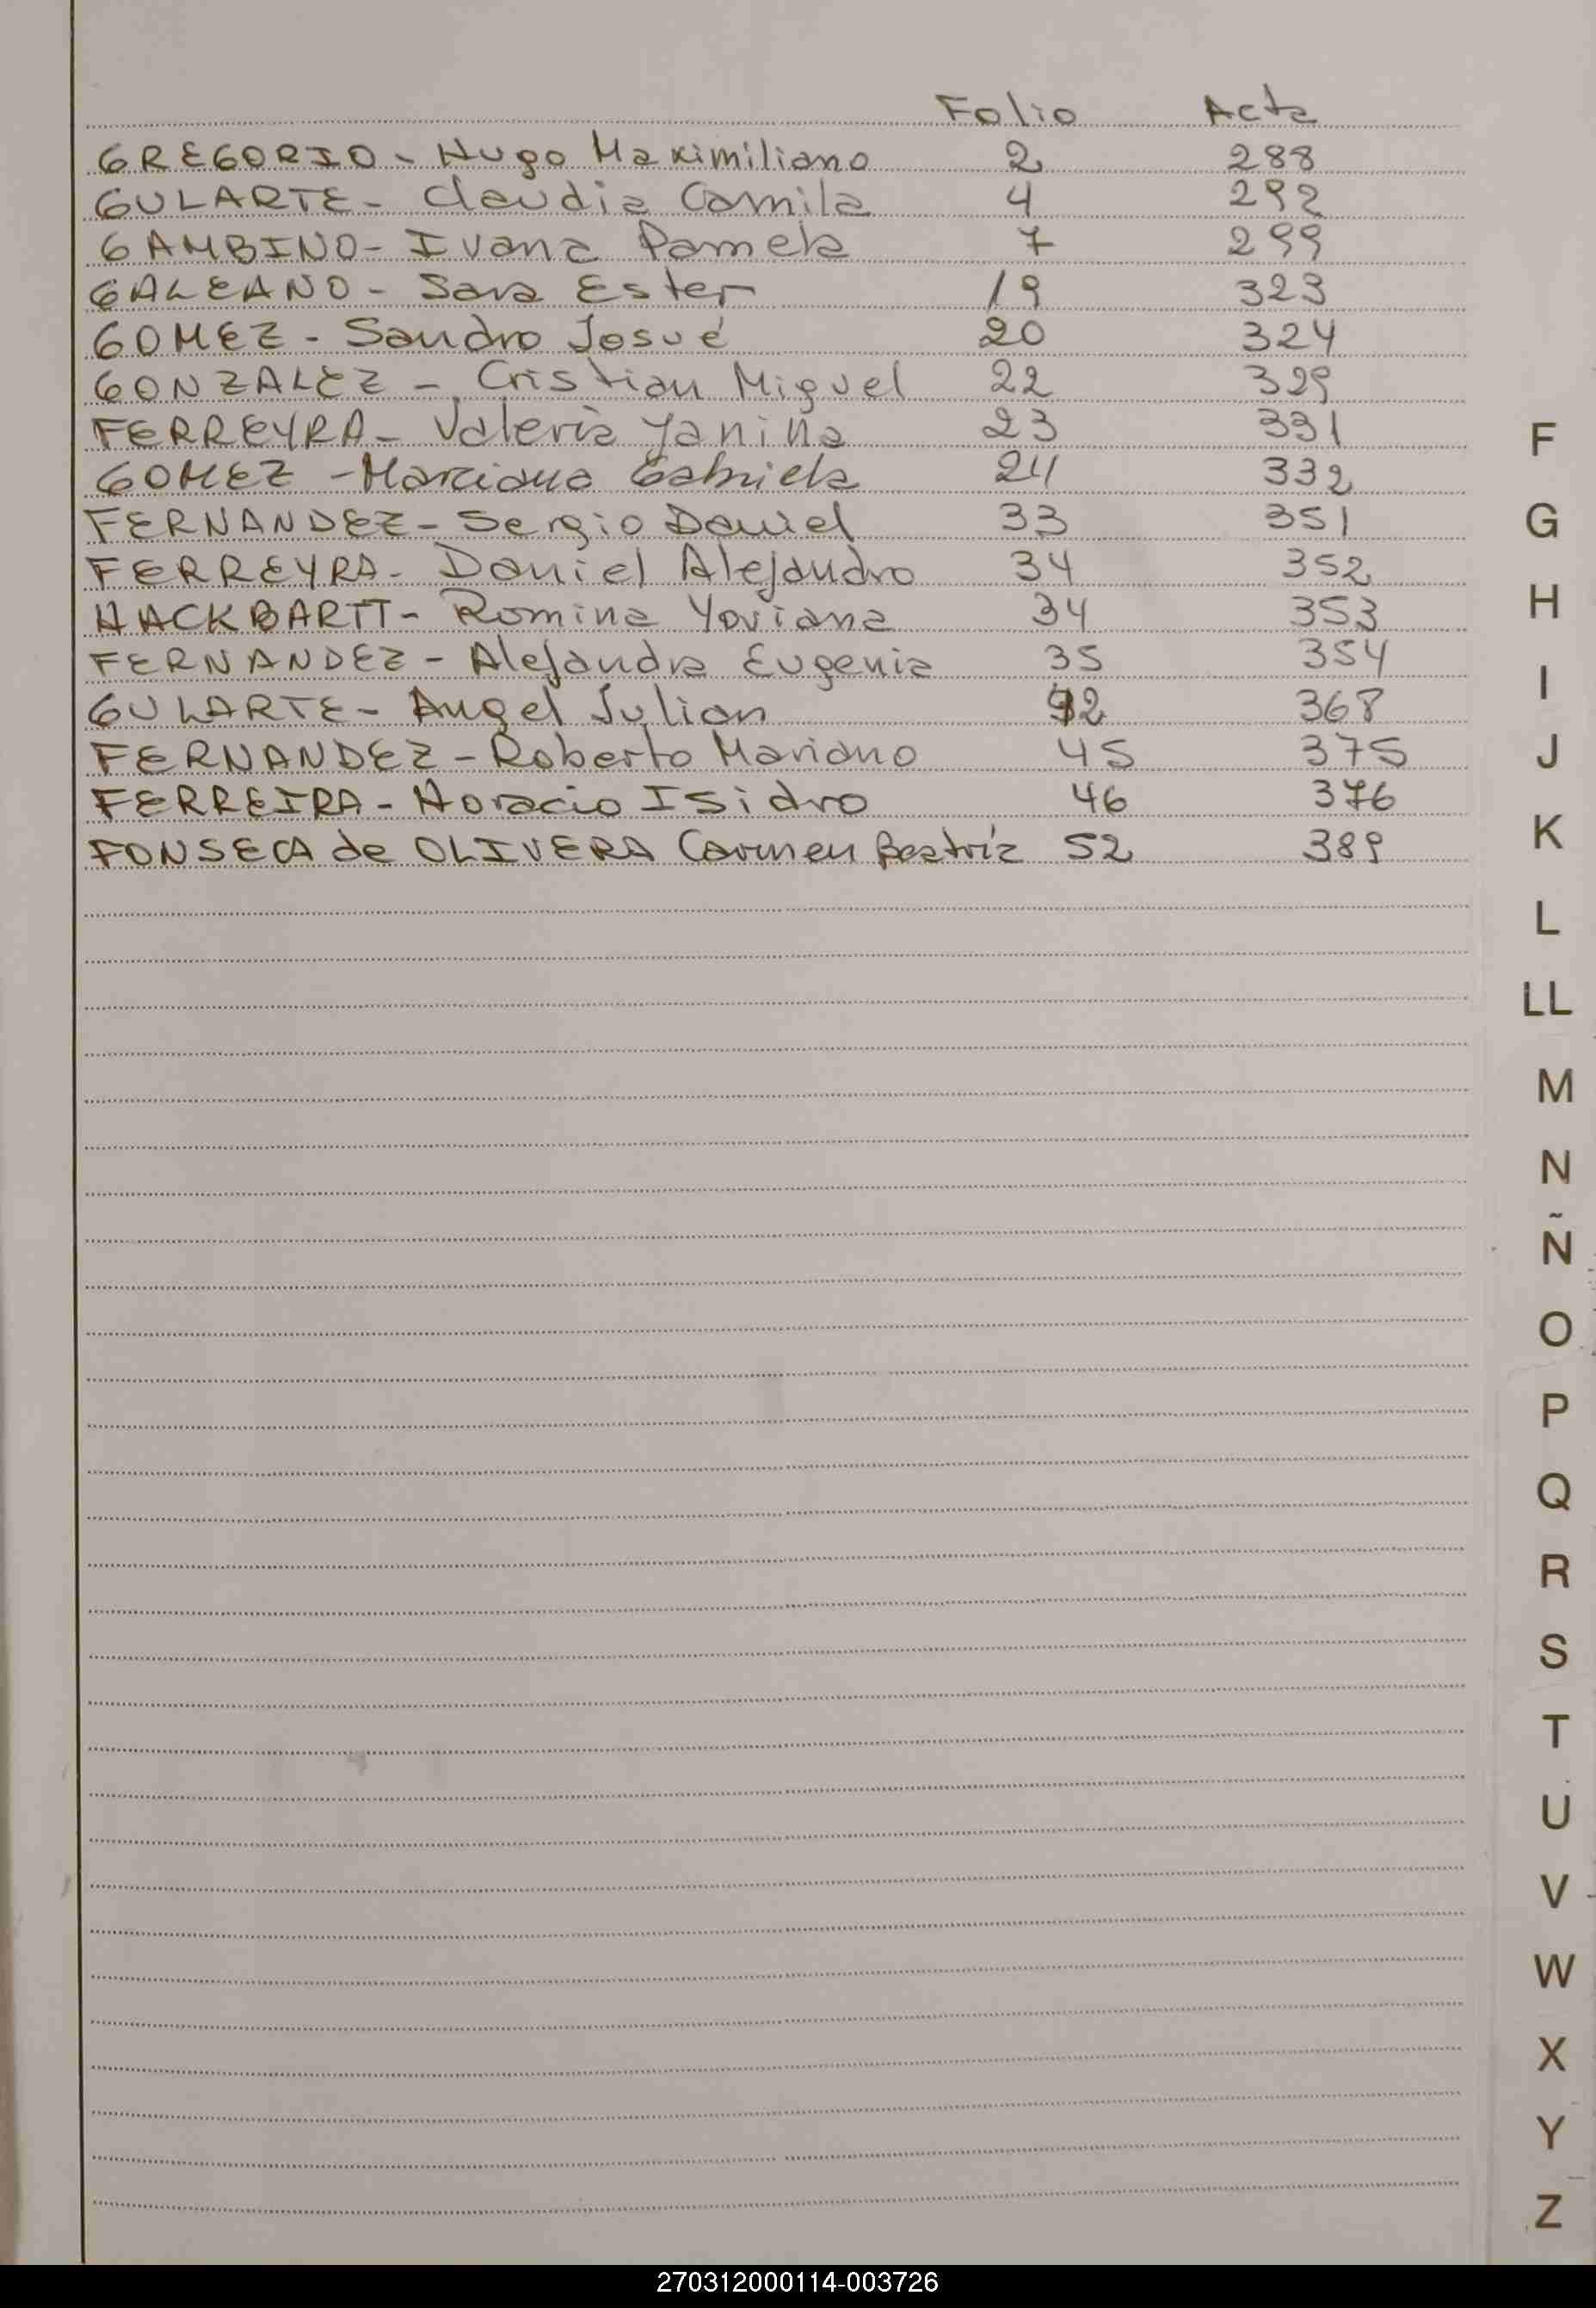 Folio Acta
GREGORIO - Hugo Maximiliano 2 288
GULARTE - Claudia Camila 4 292
GAMBINO - Ivana Pamela 7 299
GALEANO - Sara Ester 19 323
GOMEZ - Sandro Josué 20 324
GONZALEZ - Cristian Miguel 22 329
FERREYRA - Valeria Yanina 23 331
GOMEZ - Marciana Gabriela 24 332
FERNANDEZ - Sergio Daniel 33 351
FERREYRA - Daniel Alejandro 34 352
HACKBARTT - Romina Yoviana 34 353
FERNANDEZ - Alejandra Eugenia 35 354
GULARTE - Angel Julian 42 368
FERNANDEZ - Roberto Mariano 45 375
FERREIRA - Horacio Isidro 46 376
FONSECA de OLIVERA Carmen Beatríz 52 389
F
G
H
I
J
K
L
LL
M
N
Ñ
O
P
Q
R
S
T
U
V
W
X
Y
Z
270312000114-003726